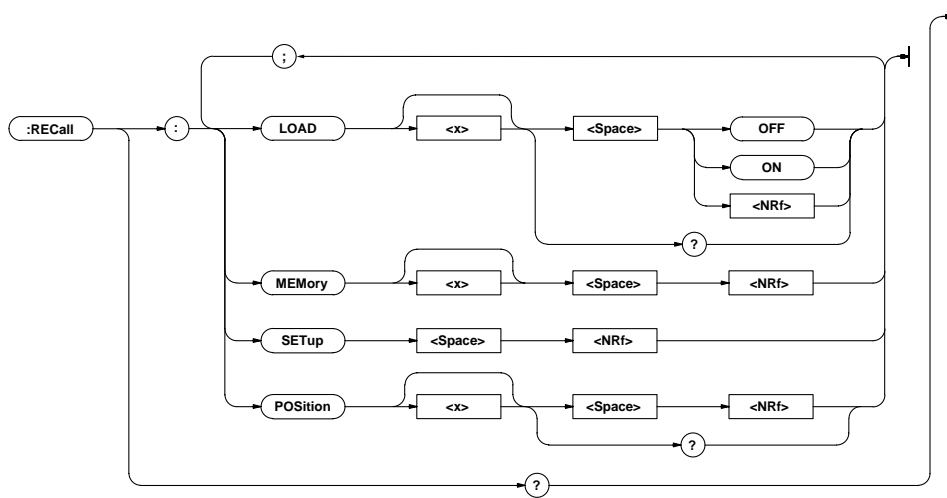 ;
:RECall : LOAD <x> <Space> OFF
ON
<NRf>
?
MEMory <x> <Space> <NRf>
SETup <Space> <NRf>
POSition <x> <Space> <NRf>
?
?